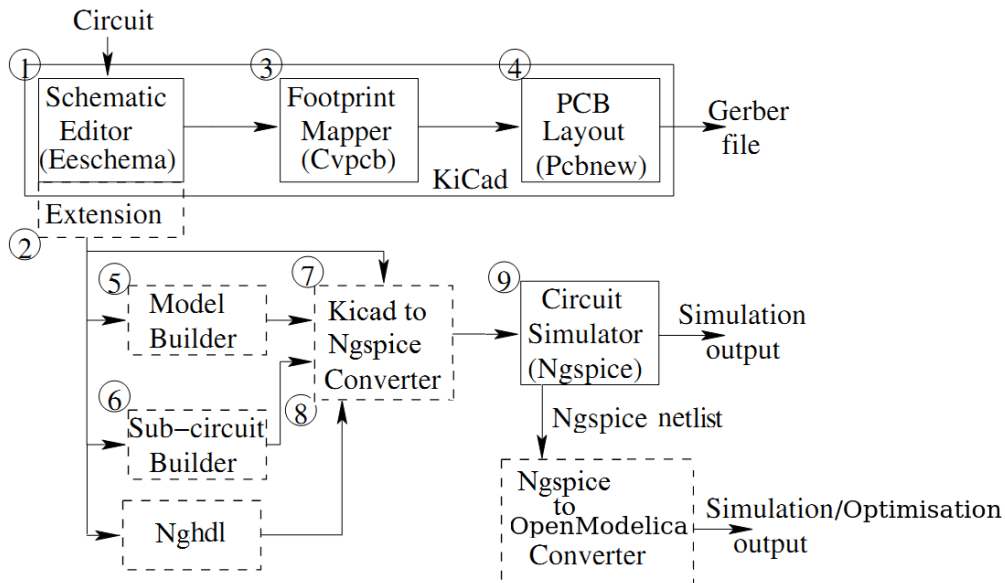 Circuit
1
Schematic
Editor
(Eeschema)
3
Footprint
Mapper
(Cvpcb)
4
PCB
Layout
(Pcbnew)
Gerber
file
KiCad
Extension
2
5
Model
Builder
6
Sub-circuit
Builder
Nghdl
7
Kicad to
Ngspice
Converter
8
9
Circuit
Simulator
(Ngspice)
Simulation
output
Ngspice netlist
Ngspice
to
OpenModelica
Converter
Simulation/Optimisation
output